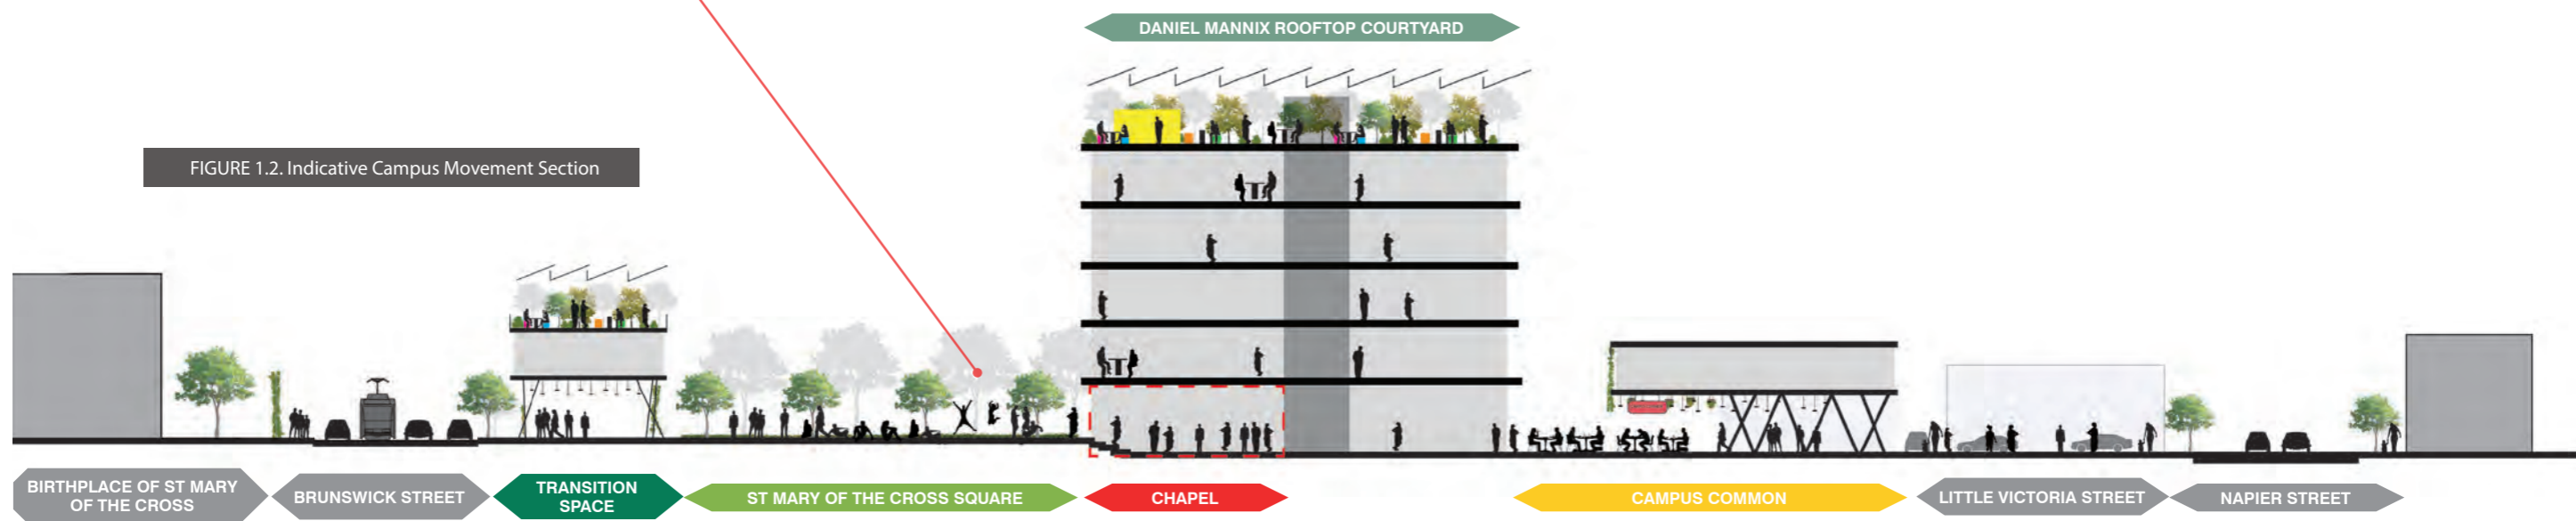 DANIEL MANNIX ROOFTOP COURTYARD
FIGURE 1.2. Indicative Campus Movement Section
BIRTHPLACE OF ST MARY
OF THE CROSS
BRUNSWICK STREET
TRANSITION
SPACE
ST MARY OF THE CROSS SQUARE
CHAPEL
CAMPUS COMMON
LITTLE VICTORIA STREET
NAPIER STREET